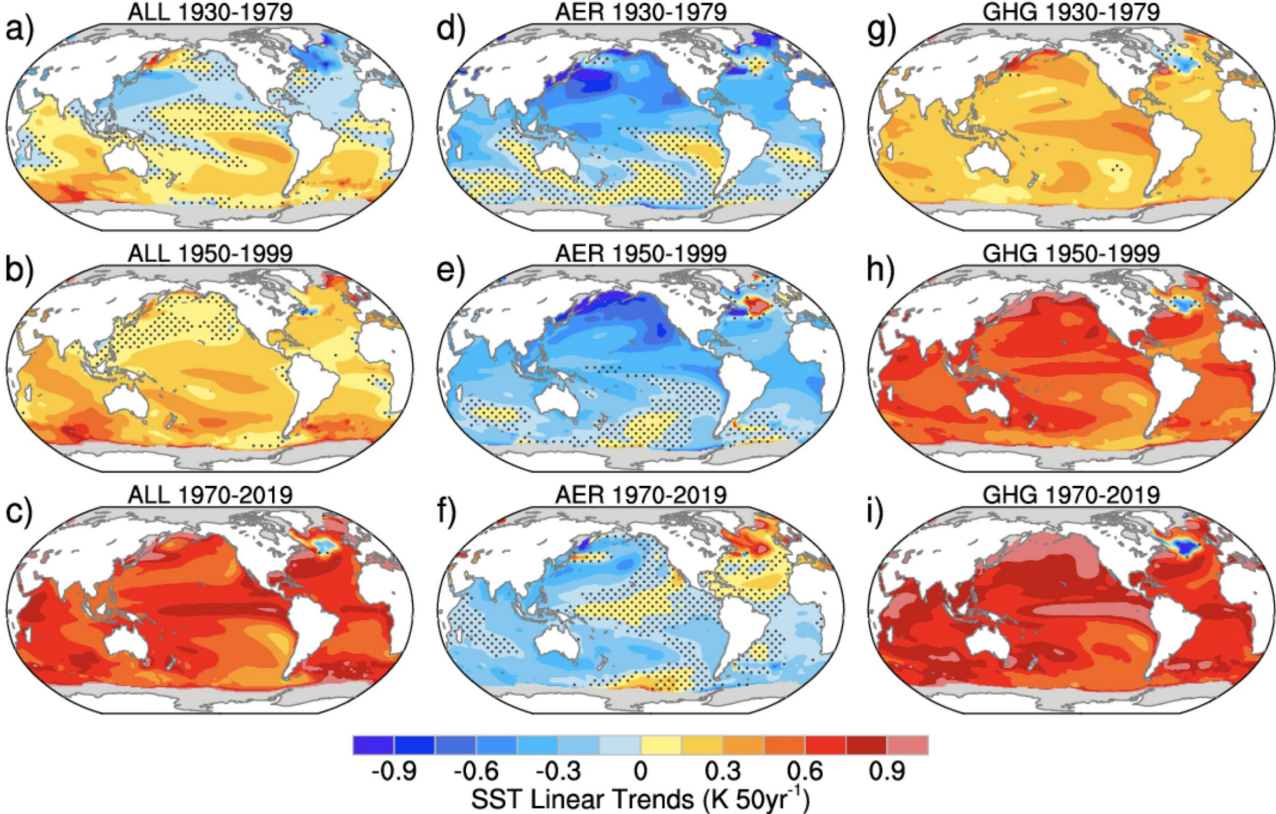 a) ALL 1930-1979 d) AER 1930-1979 g) GHG 1930-1979
b) ALL 1950-1999 e) AER 1950-1999 h) GHG 1950-1999
c) ALL 1970-2019 f) AER 1970-2019 i) GHG 1970-2019
-0.9 -0.6 -0.3 0 0.3 0.6 0.9
SST Linear Trends (K 50yr⁻¹)